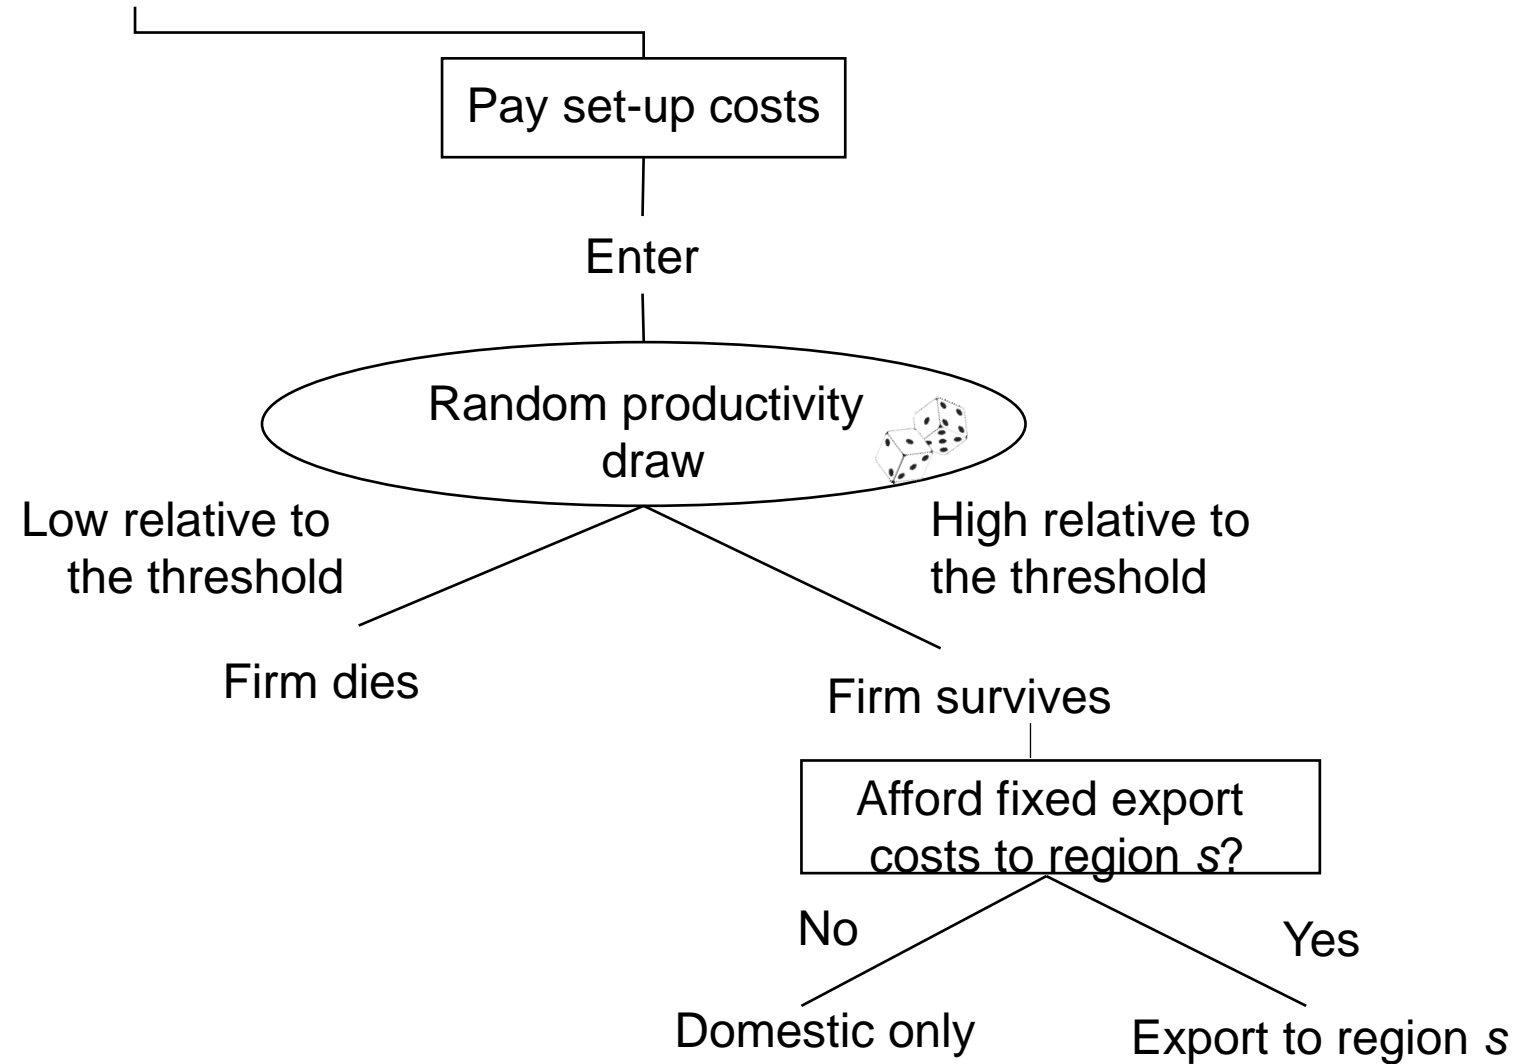 Pay set-up costs
Enter
Random productivity
draw
Low relative to
the threshold
High relative to
the threshold
Firm dies
Firm survives
Afford fixed export
costs to region s?
No
Yes
Domestic only
Export to region s